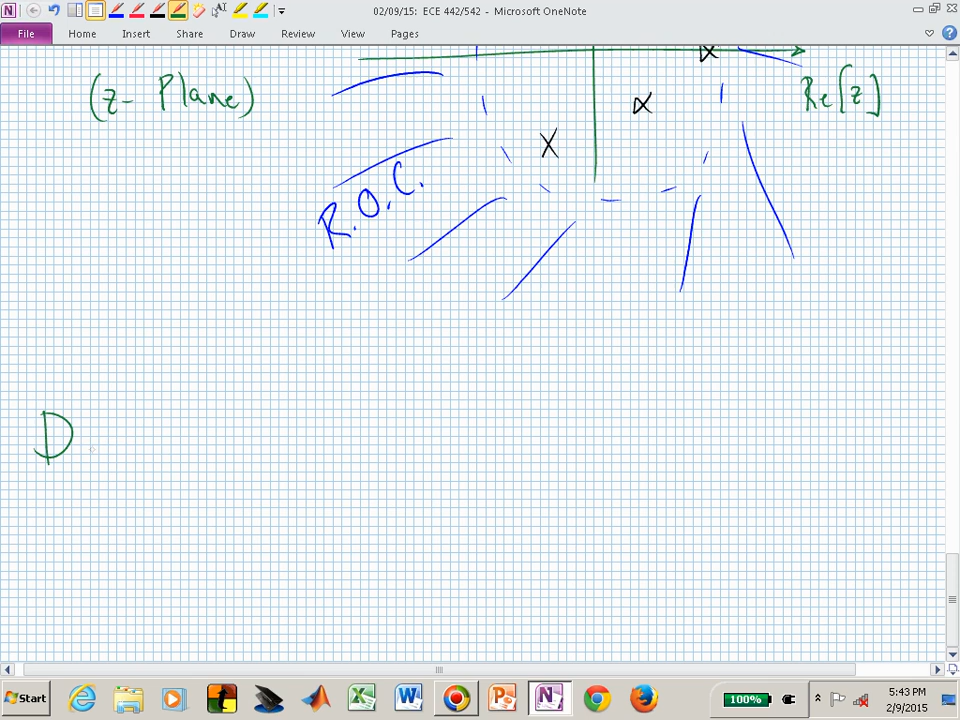 02/09/15: ECE 442/542 - Microsoft OneNote
File Home Insert Share Draw Review View Pages
(z- Plane) Re[z]
R.O.C.
D
Start 100% 5:43 PM
2/9/2015